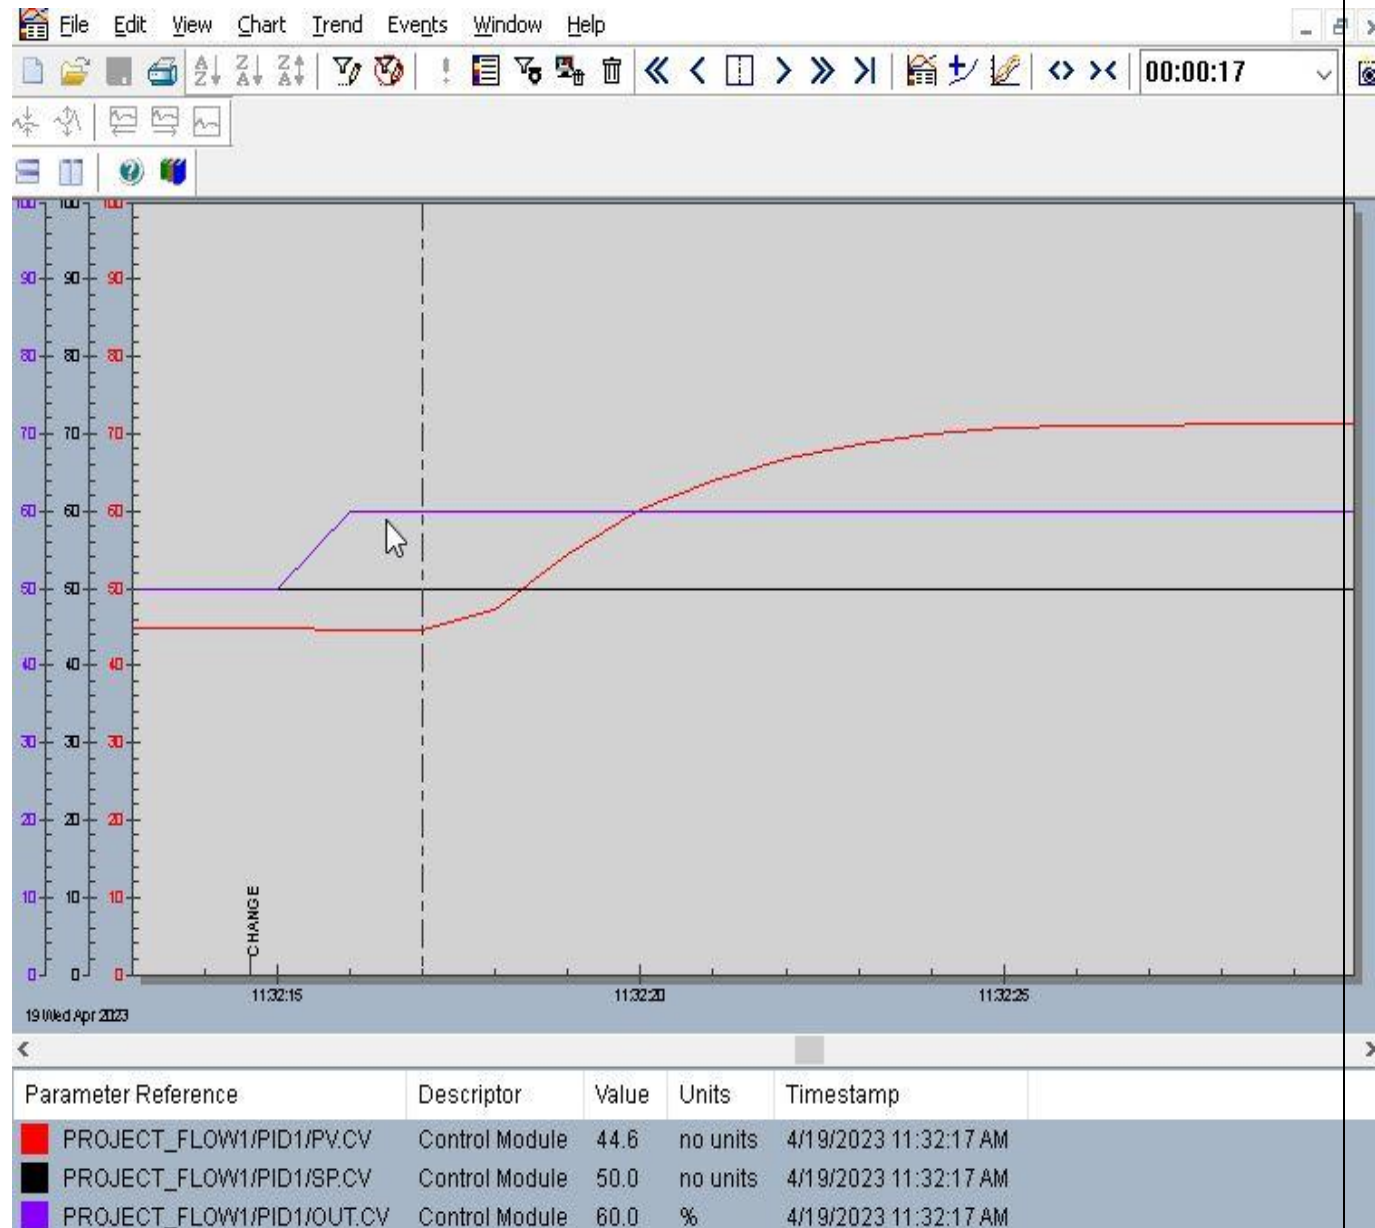 File Edit View Chart Trend Events Window Help
00:00:17
100 100 100
90 90 90
80 80 80
70 70 70
60 60 60
50 50 50
40 40 40
30 30 30
20 20 20
10 10 10
0 0 0
CHANGE
11:32:15 11:32:20 11:32:25
19 Wed Apr 2023
Parameter Reference Descriptor Value Units Timestamp
PROJECT_FLOW1/PID1/PV.CV Control Module 44.6 no units 4/19/2023 11:32:17 AM
PROJECT_FLOW1/PID1/SP.CV Control Module 50.0 no units 4/19/2023 11:32:17 AM
PROJECT_FLOW1/PID1/OUT.CV Control Module 60.0 % 4/19/2023 11:32:17 AM